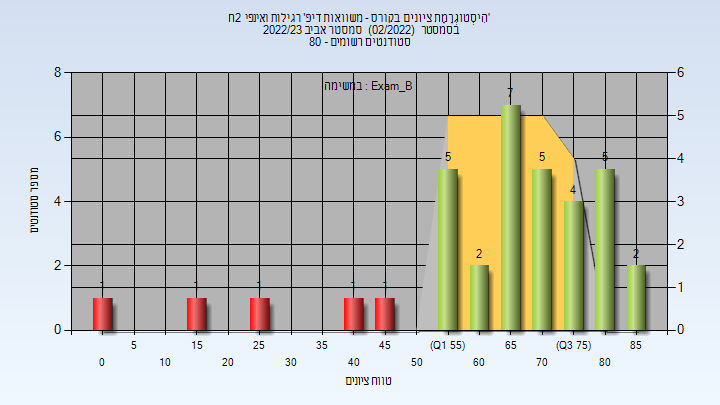 הִיסְטוֹגְרָמַת ציונים בקורס - משוואות דיפ' רגילות ואינפי 2ח'
בסמסטר (02/2022) סמסטר אביב 2022/23
סטודנטים רשומים - 80
במשימה : Exam_B
8 6 4 2 0
מספר סטודנטים
6 5 4 3 2 1 0
1 1 1 1 1 5 2 7 5 4 5 2
5 15 25 35 45 (Q1 55) 65 (Q3 75) 85
0 10 20 30 40 50 60 70 80
טווח ציונים